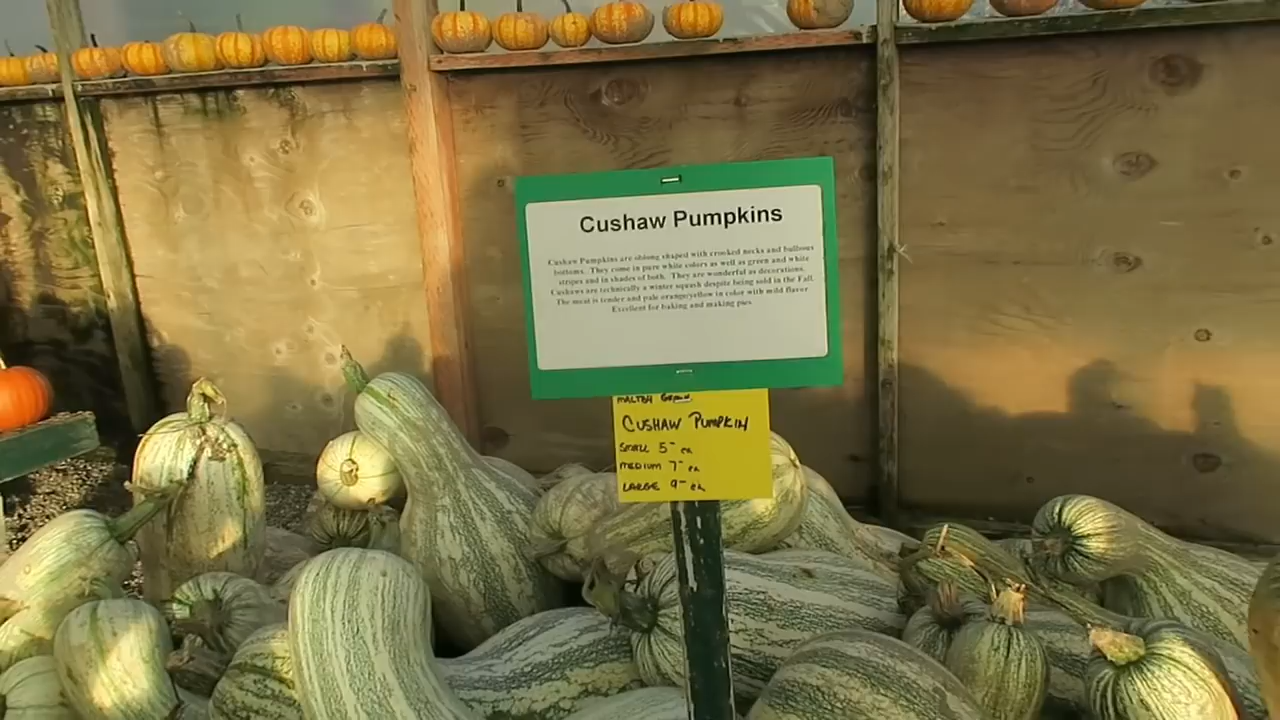 Cushaw Pumpkins
Cushaw Pumpkins are oblong shaped with crooked necks and bulbous
bottoms. They come in pure white colors as well as green and white
stripes and in shades of both. They are wonderful as decorations.
Cushaws are technically a winter squash despite being sold in the Fall.
The meat is tender and pale orange/yellow in color with mild flavor
Excellent for baking and making pies
MALTBY GROWN
CUSHAW PUMPKIN
SMALL 5- ea
MEDIUM 7- ea
LARGE 9- ea